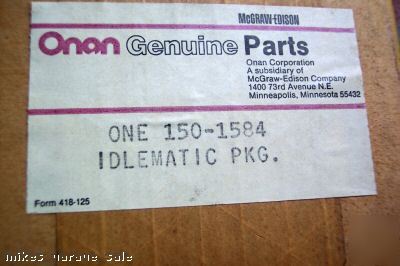 McGRAW-EDISON
Onan Genuine Parts
Onan Corporation
A subsidiary of
McGraw-Edison Company
1400 73rd Avenue N.E.
Minneapolis, Minnesota 55432
ONE 150-1584
IDLEMATIC PKG.
Form 418-125
mikes garage sale